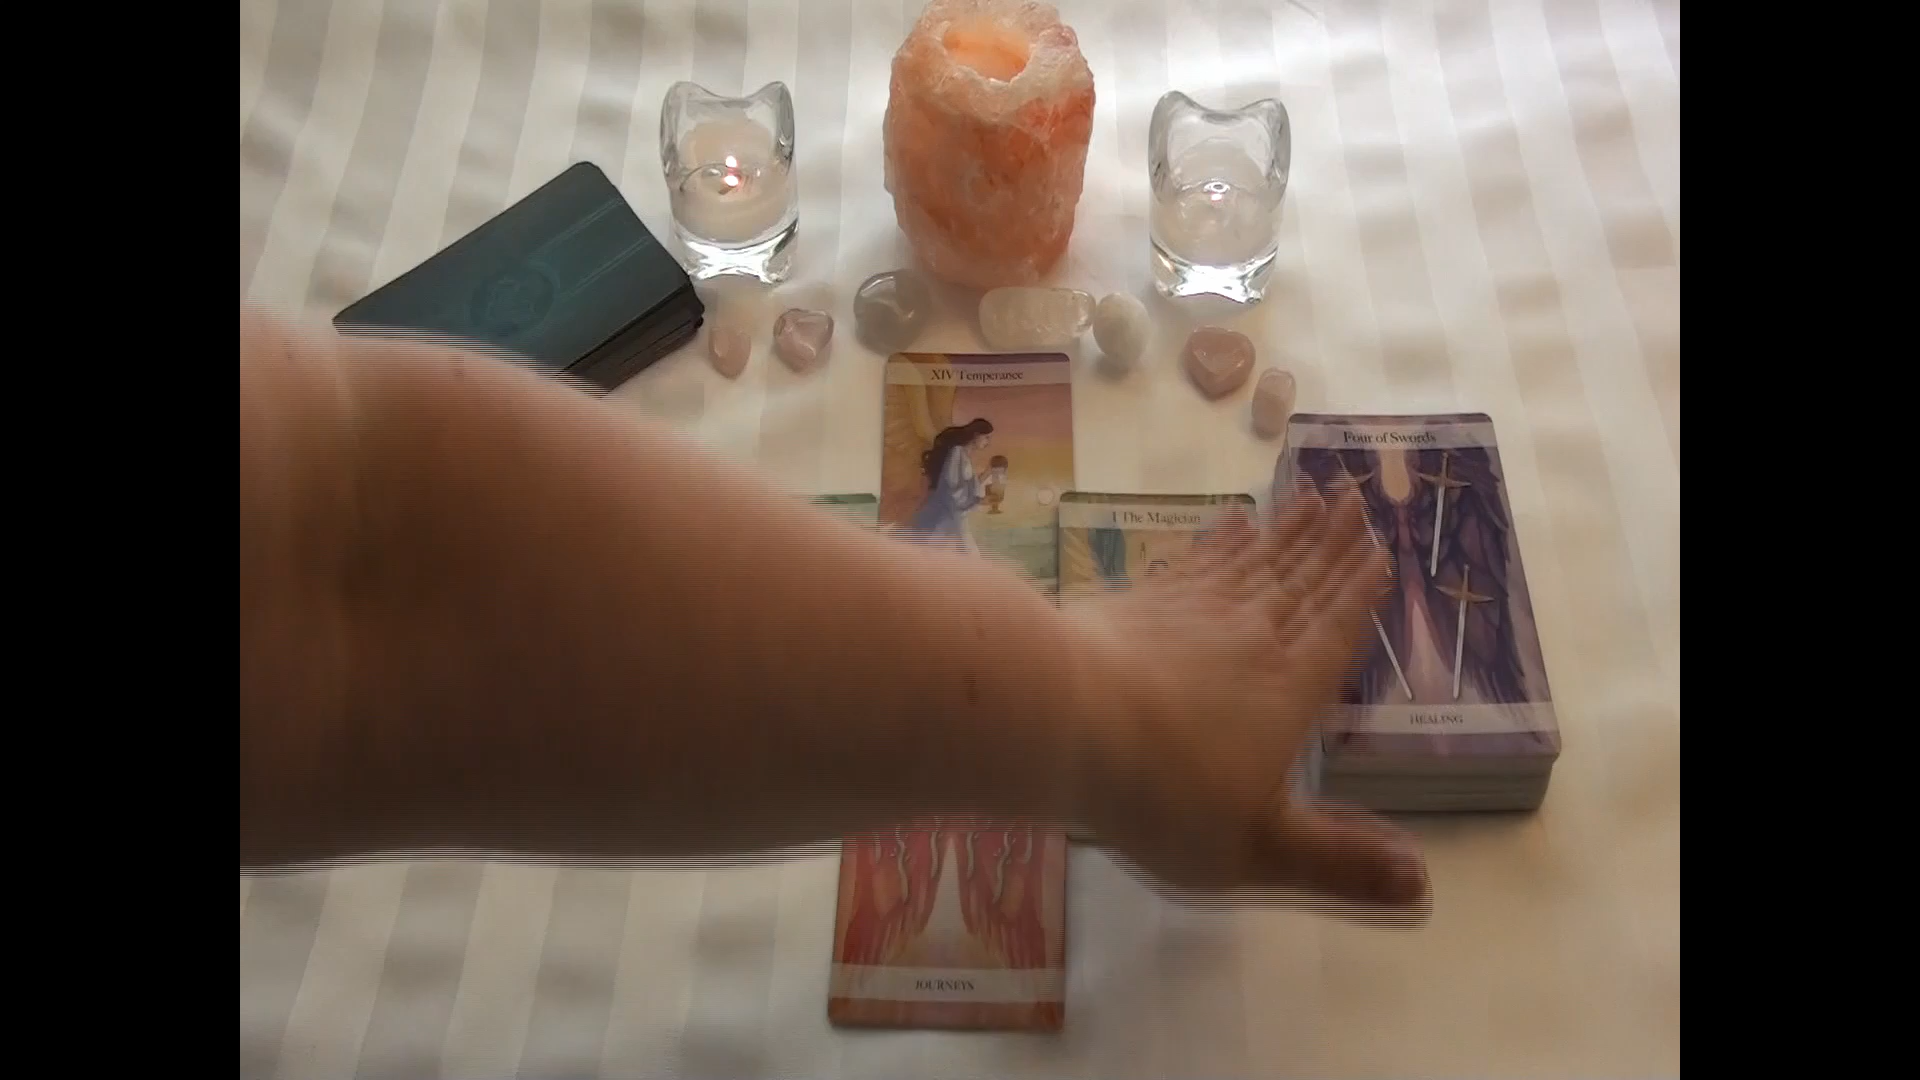 XIV Temperance
Four of Swords
I The Magician
HEALING
JOURNEYS